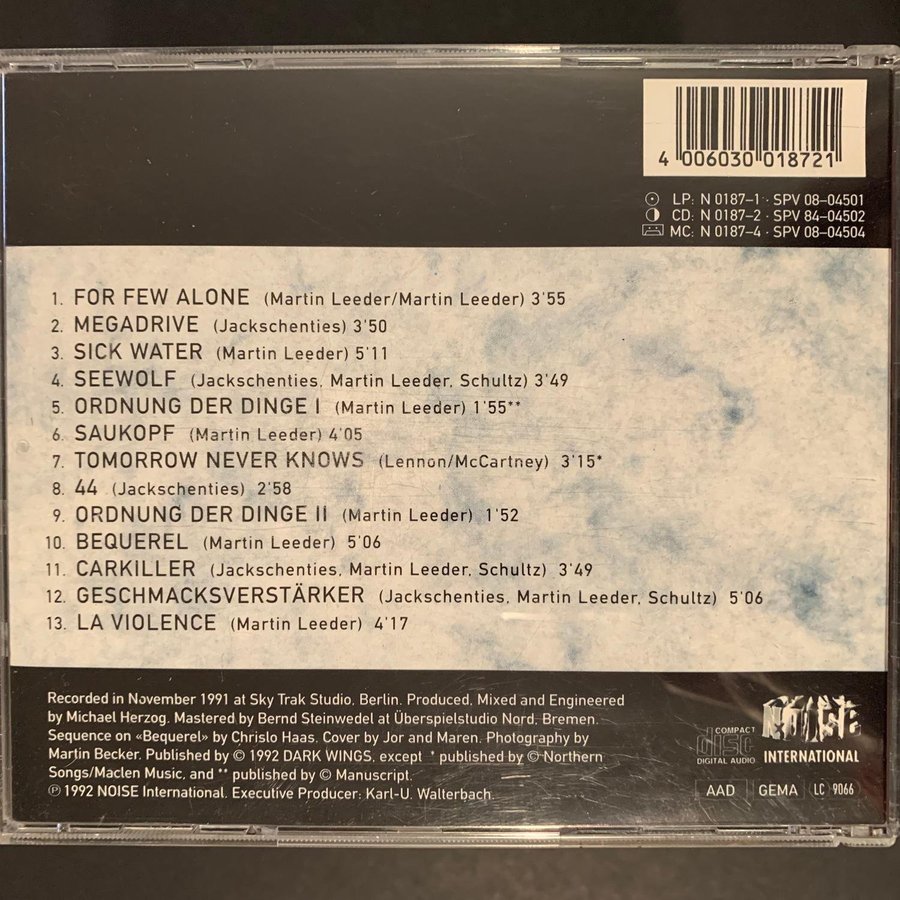 4 006030 018721
LP: N 0187–1 · SPV 08–04501
CD: N 0187–2 · SPV 84–04502
MC: N 0187–4 · SPV 08–04504
1. FOR FEW ALONE (Martin Leeder/Martin Leeder) 3'55
2. MEGADRIVE (Jackschenties) 3'50
3. SICK WATER (Martin Leeder) 5'11
4. SEEWOLF (Jackschenties, Martin Leeder, Schultz) 3'49
5. ORDNUNG DER DINGE I (Martin Leeder) 1'55**
6. SAUKOPF (Martin Leeder) 4'05
7. TOMORROW NEVER KNOWS (Lennon/McCartney) 3'15*
8. 44 (Jackschenties) 2'58
9. ORDNUNG DER DINGE II (Martin Leeder) 1'52
10. BEQUEREL (Martin Leeder) 5'06
11. CARKILLER (Jackschenties, Martin Leeder, Schultz) 3'49
12. GESCHMACKSVERSTÄRKER (Jackschenties, Martin Leeder, Schultz) 5'06
13. LA VIOLENCE (Martin Leeder) 4'17
Recorded in November 1991 at Sky Trak Studio, Berlin. Produced, Mixed and Engineered
by Michael Herzog. Mastered by Bernd Steinwedel at Überspielstudio Nord, Bremen.
Sequence on «Bequerel» by Chrislo Haas. Cover by Jor and Maren. Photography by
Martin Becker. Published by © 1992 DARK WINGS, except * published by © Northern
Songs/Maclen Music, and ** published by © Manuscript.
℗ 1992 NOISE International. Executive Producer: Karl-U. Walterbach.
COMPACT
disc
DIGITAL AUDIO
NOISE
INTERNATIONAL
AAD GEMA LC 9066